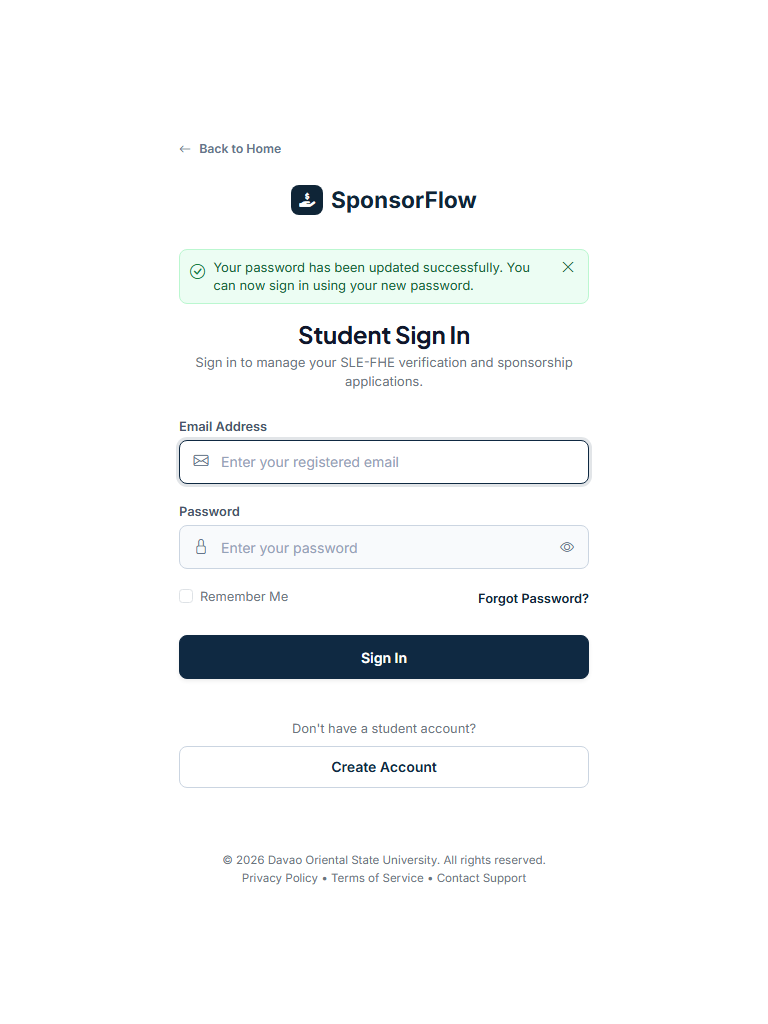 ← Back to Home
SponsorFlow
Your password has been updated successfully. You
can now sign in using your new password.
Student Sign In
Sign in to manage your SLE-FHE verification and sponsorship
applications.
Email Address
Enter your registered email
Password
Enter your password
Remember Me
Forgot Password?
Sign In
Don't have a student account?
Create Account
© 2026 Davao Oriental State University. All rights reserved.
Privacy Policy • Terms of Service • Contact Support